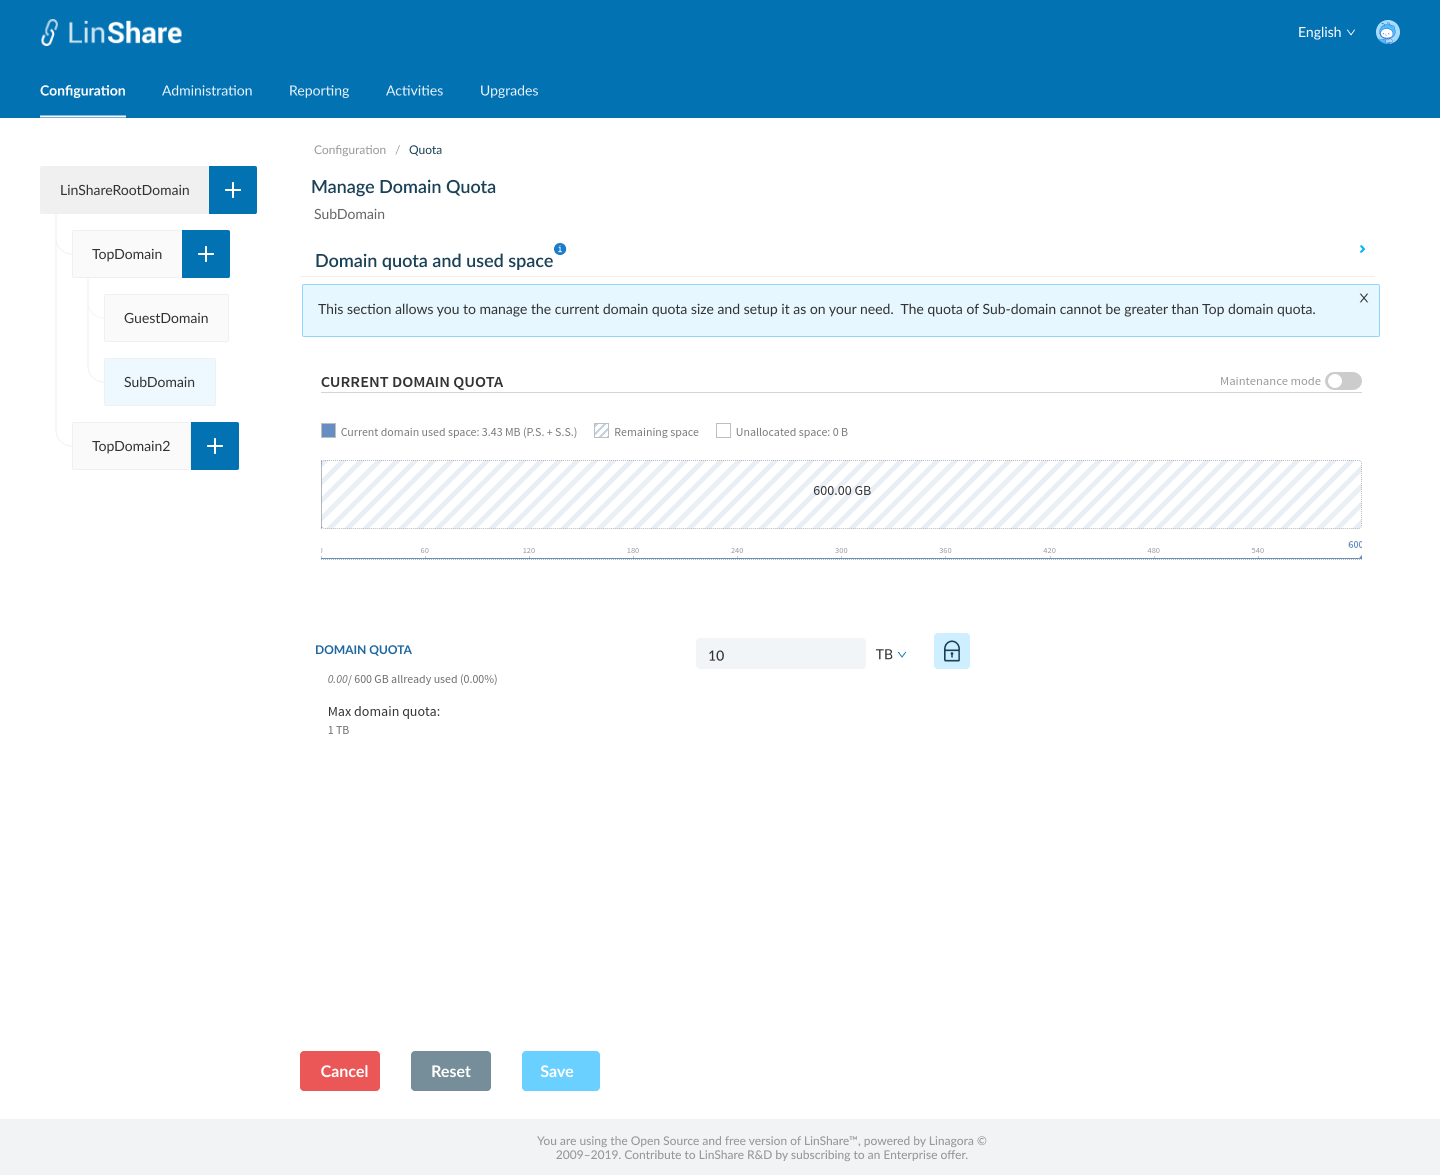 LinShare
English
Configuration Administration Reporting Activities Upgrades
Configuration / Quota
LinShareRootDomain
TopDomain
GuestDomain
SubDomain
TopDomain2
Manage Domain Quota
SubDomain
Domain quota and used space
This section allows you to manage the current domain quota size and setup it as on your need.  The quota of Sub-domain cannot be greater than Top domain quota.
CURRENT DOMAIN QUOTA
Maintenance mode
Current domain used space: 3.43 MB (P.S. + S.S.) Remaining space Unallocated space: 0 B
600.00 GB
60 120 180 240 300 360 420 480 540 600
DOMAIN QUOTA
10 TB
0.00/ 600 GB allready used (0.00%)
Max domain quota:
1 TB
Cancel Reset Save
You are using the Open Source and free version of LinShare™, powered by Linagora ©
2009–2019. Contribute to LinShare R&D by subscribing to an Enterprise offer.